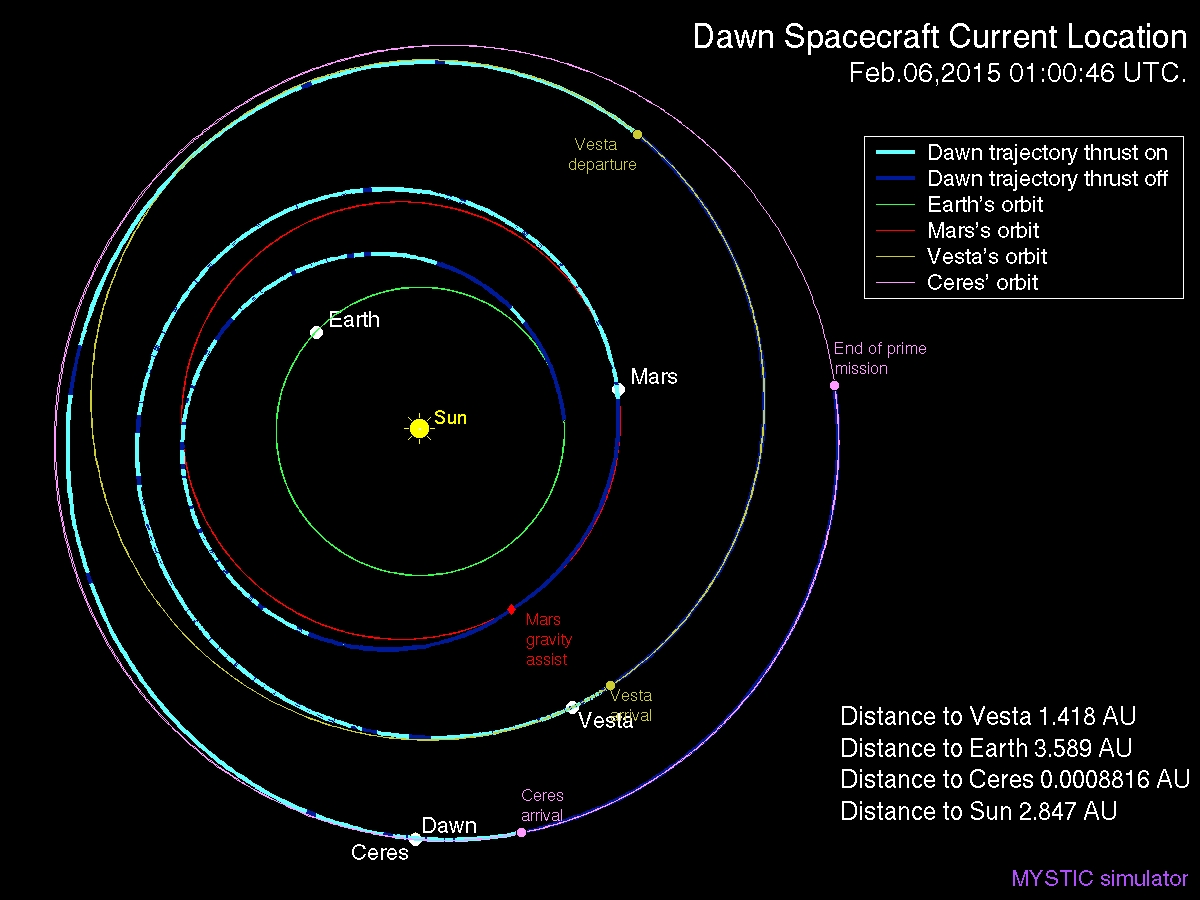 Dawn Spacecraft Current Location
Feb.06,2015 01:00:46 UTC.
Vesta
departure
Dawn trajectory thrust on
Dawn trajectory thrust off
Earth's orbit
Mars's orbit
Vesta's orbit
Ceres' orbit
Earth
End of prime
mission
Mars
Sun
Mars
gravity
assist
Vesta
arrival
Vesta
Distance to Vesta 1.418 AU
Distance to Earth 3.589 AU
Distance to Ceres 0.0008816 AU
Distance to Sun 2.847 AU
Ceres
arrival
Dawn
Ceres
MYSTIC simulator